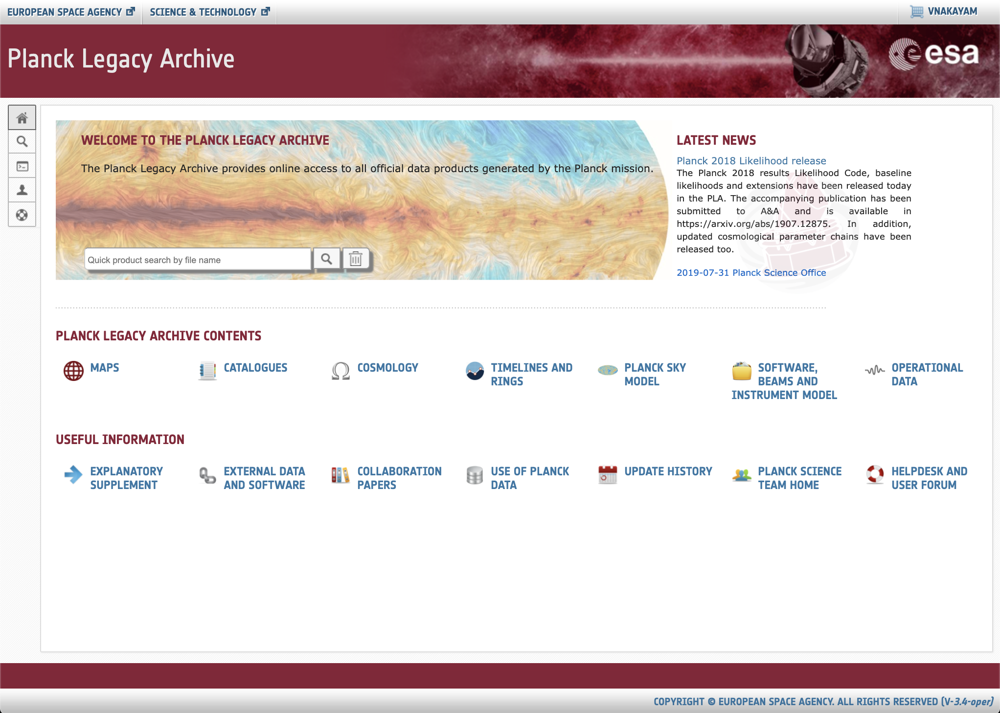 EUROPEAN SPACE AGENCY
SCIENCE & TECHNOLOGY
VNAKAYAM
Planck Legacy Archive
esa
WELCOME TO THE PLANCK LEGACY ARCHIVE
The Planck Legacy Archive provides online access to all official data products generated by the Planck mission.
Quick product search by file name
LATEST NEWS
Planck 2018 Likelihood release
The Planck 2018 results Likelihood Code, baseline
likelihoods and extensions have been released today
in the PLA. The accompanying publication has been
submitted to A&A and is available in
https://arxiv.org/abs/1907.12875. In addition,
updated cosmological parameter chains have been
released too.
2019-07-31 Planck Science Office
PLANCK LEGACY ARCHIVE CONTENTS
MAPS
CATALOGUES
COSMOLOGY
TIMELINES AND
RINGS
PLANCK SKY
MODEL
SOFTWARE,
BEAMS AND
INSTRUMENT MODEL
OPERATIONAL
DATA
USEFUL INFORMATION
EXPLANATORY
SUPPLEMENT
EXTERNAL DATA
AND SOFTWARE
COLLABORATION
PAPERS
USE OF PLANCK
DATA
UPDATE HISTORY
PLANCK SCIENCE
TEAM HOME
HELPDESK AND
USER FORUM
COPYRIGHT © EUROPEAN SPACE AGENCY. ALL RIGHTS RESERVED (V-3.4-oper)